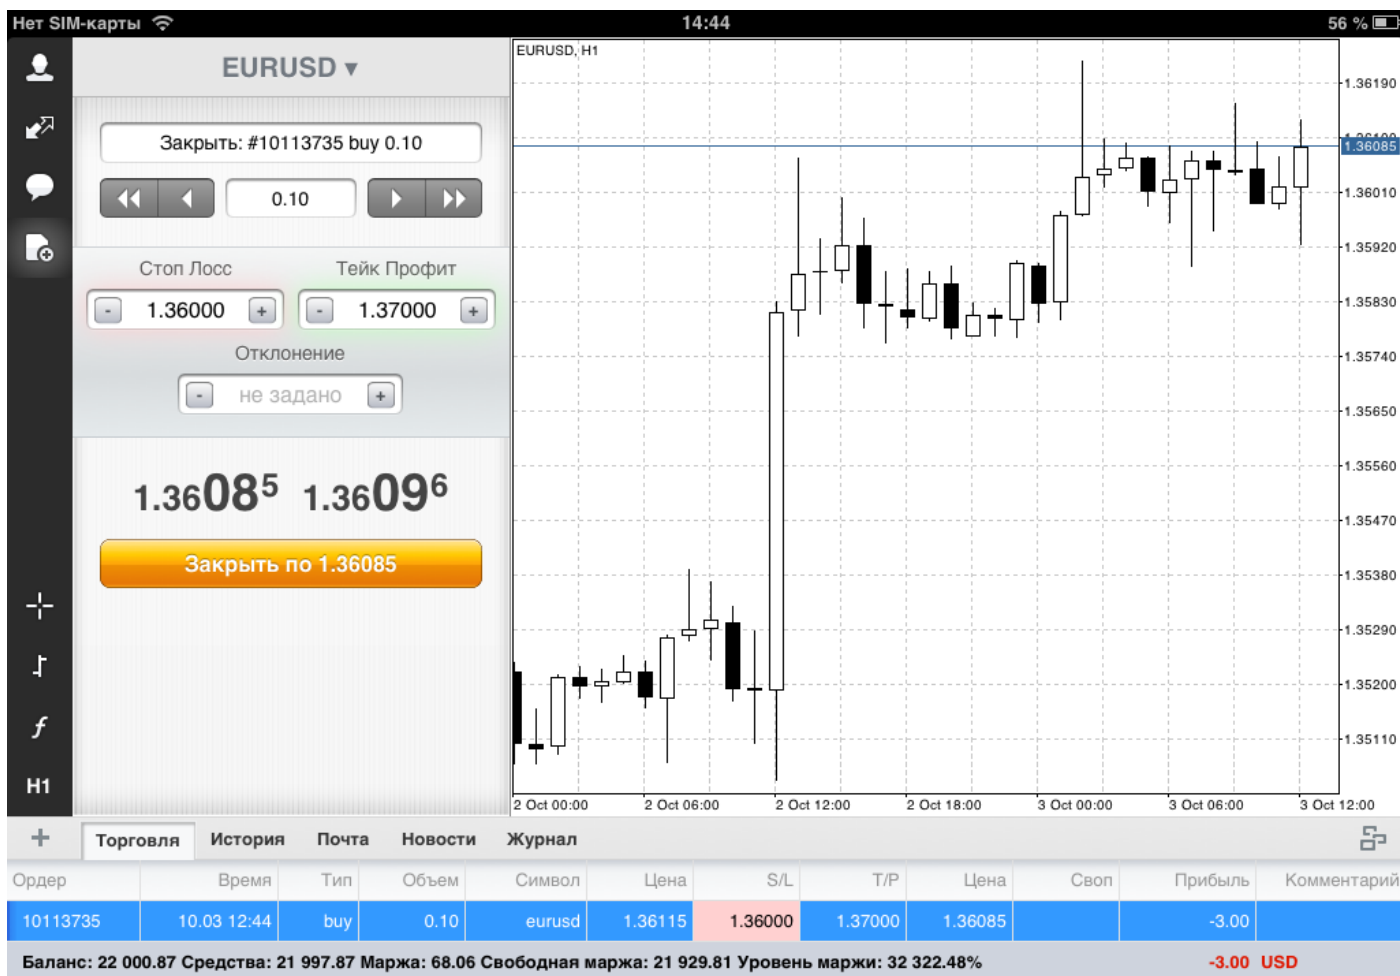 Нет SIM-карты 14:44 56 %
EURUSD ▾
Закрыть: #10113735 buy 0.10
0.10
Стоп Лосс Тейк Профит
- 1.36000 + - 1.37000 +
Отклонение
- не задано +
1.36085 1.36096
Закрыть по 1.36085
H1
EURUSD, H1
1.36190
1.36100
1.36085
1.36010
1.35920
1.35830
1.35740
1.35650
1.35560
1.35470
1.35380
1.35290
1.35200
1.35110
2 Oct 00:00 2 Oct 06:00 2 Oct 12:00 2 Oct 18:00 3 Oct 00:00 3 Oct 06:00 3 Oct 12:00
+ Торговля История Почта Новости Журнал
Ордер Время Тип Объем Символ Цена S/L T/P Цена Своп Прибыль Комментарий
10113735 10.03 12:44 buy 0.10 eurusd 1.36115 1.36000 1.37000 1.36085 -3.00
Баланс: 22 000.87 Средства: 21 997.87 Маржа: 68.06 Свободная маржа: 21 929.81 Уровень маржи: 32 322.48% -3.00 USD